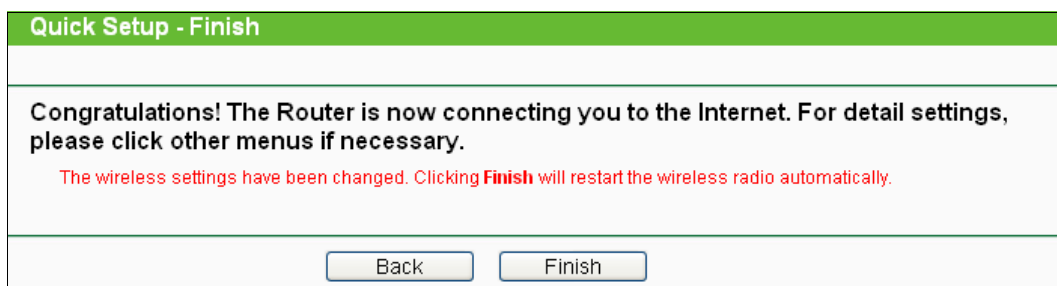 Quick Setup - Finish
Congratulations! The Router is now connecting you to the Internet. For detail settings,
please click other menus if necessary.
The wireless settings have been changed. Clicking Finish will restart the wireless radio automatically.
Back Finish